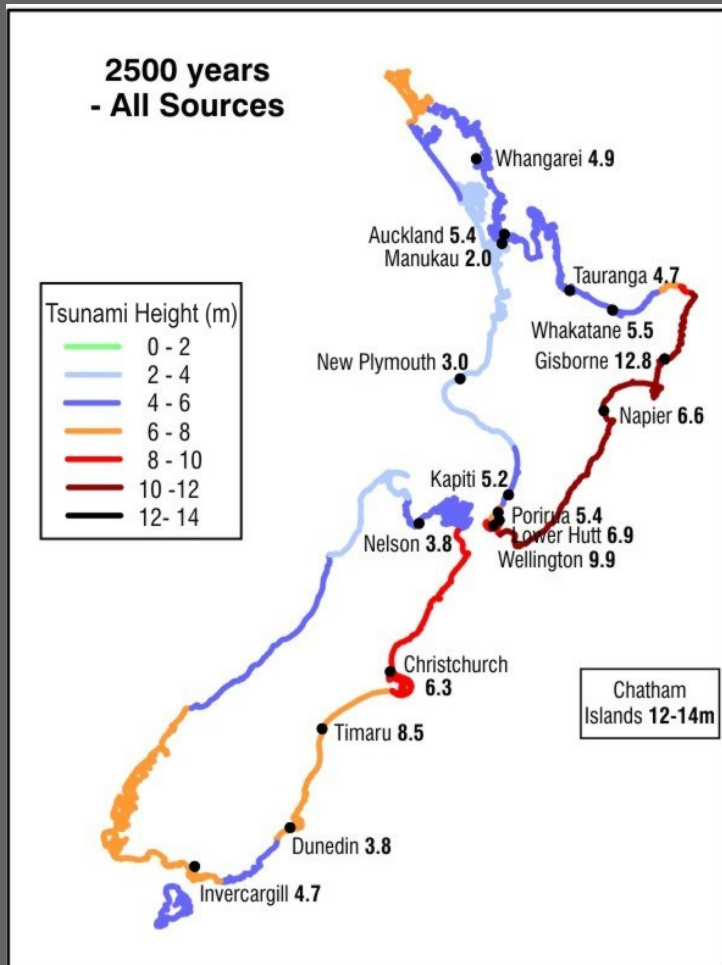 2500 years
- All Sources
Whangarei 4.9
Auckland 5.4
Manukau 2.0
Tauranga 4.7
Tsunami Height (m)
0 - 2
2 - 4
4 - 6
6 - 8
8 - 10
10 -12
12- 14
Whakatane 5.5
New Plymouth 3.0
Gisborne 12.8
Napier 6.6
Kapiti 5.2
Porirua 5.4
Nelson 3.8
Lower Hutt 6.9
Wellington 9.9
Christchurch
6.3
Chatham
Islands 12-14m
Timaru 8.5
Dunedin 3.8
Invercargill 4.7